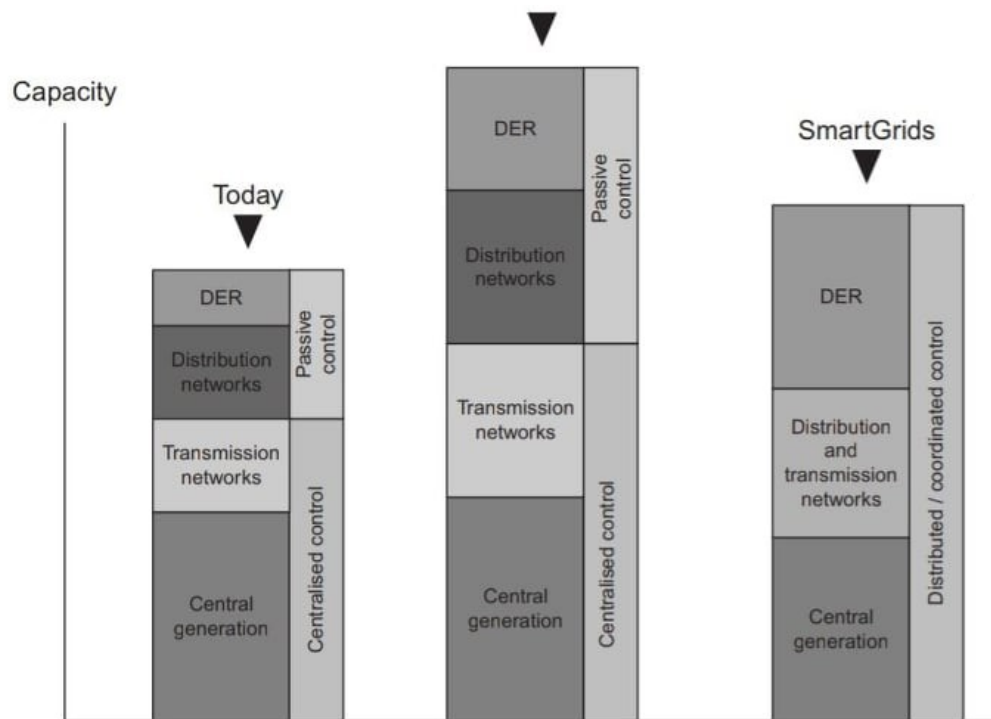 Capacity
Today
DER
Distribution
networks
Passive
control
Transmission
networks
Central
generation
Centralised control
DER
Passive
control
Distribution
networks
Transmission
networks
Central
generation
Centralised control
SmartGrids
DER
Distribution
and
transmission
networks
Central
generation
Distributed / coordinated control